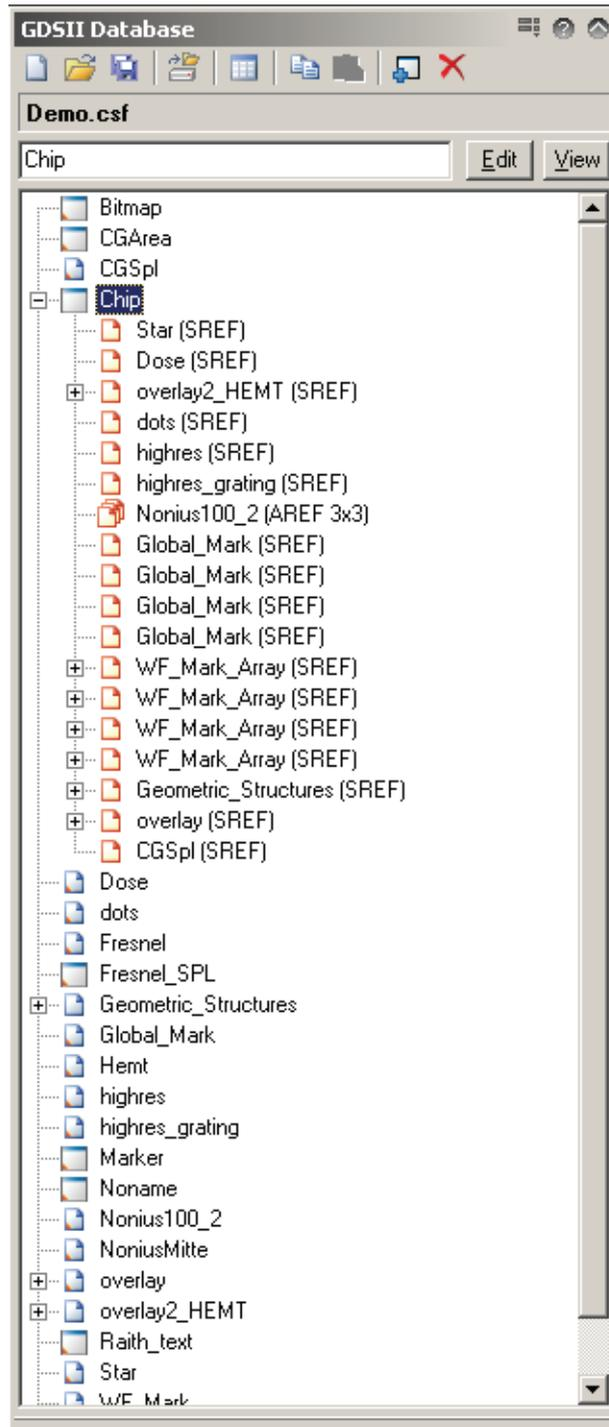 GDSII Database
Demo.csf
Chip Edit View
Bitmap
CGArea
CGSpl
Chip
Star (SREF)
Dose (SREF)
overlay2_HEMT (SREF)
dots (SREF)
highres (SREF)
highres_grating (SREF)
Nonius100_2 (AREF 3x3)
Global_Mark (SREF)
Global_Mark (SREF)
Global_Mark (SREF)
Global_Mark (SREF)
WF_Mark_Array (SREF)
WF_Mark_Array (SREF)
WF_Mark_Array (SREF)
WF_Mark_Array (SREF)
Geometric_Structures (SREF)
overlay (SREF)
CGSpl (SREF)
Dose
dots
Fresnel
Fresnel_SPL
Geometric_Structures
Global_Mark
Hemt
highres
highres_grating
Marker
Noname
Nonius100_2
NoniusMitte
overlay
overlay2_HEMT
Raith_text
Star
WF_Mark